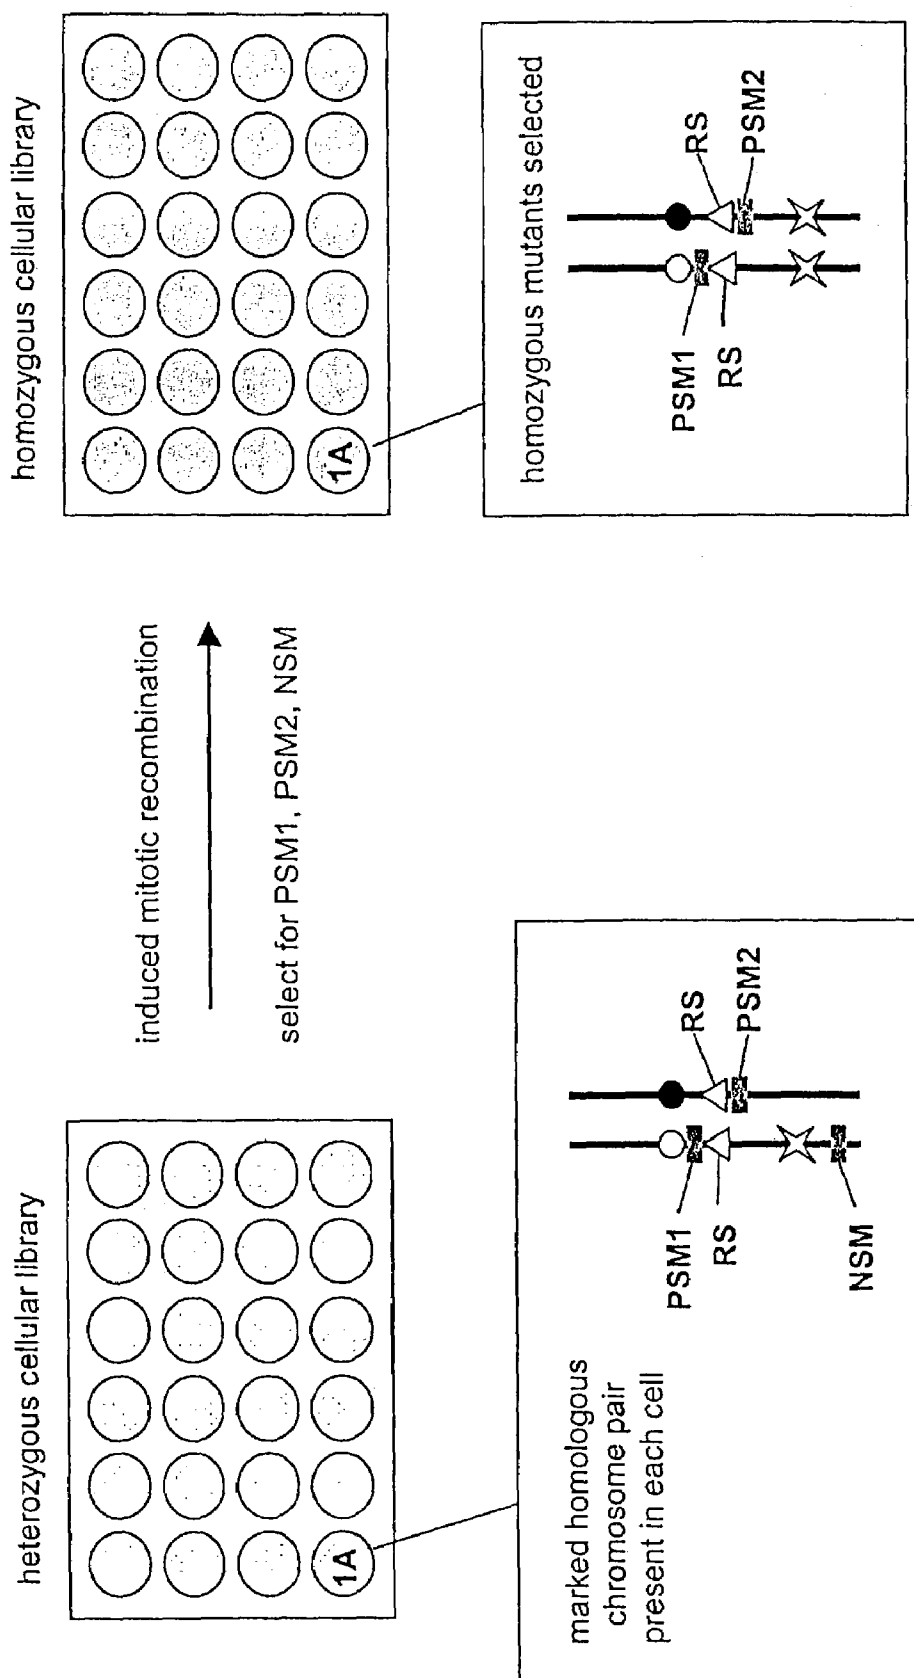 heterozygous cellular library
1A
marked homologous
chromosome pair
present in each cell
PSM1
RS
NSM
RS
PSM2
induced mitotic recombination
select for PSM1, PSM2, NSM
homozygous cellular library
1A
homozygous mutants selected
PSM1
RS
RS
PSM2